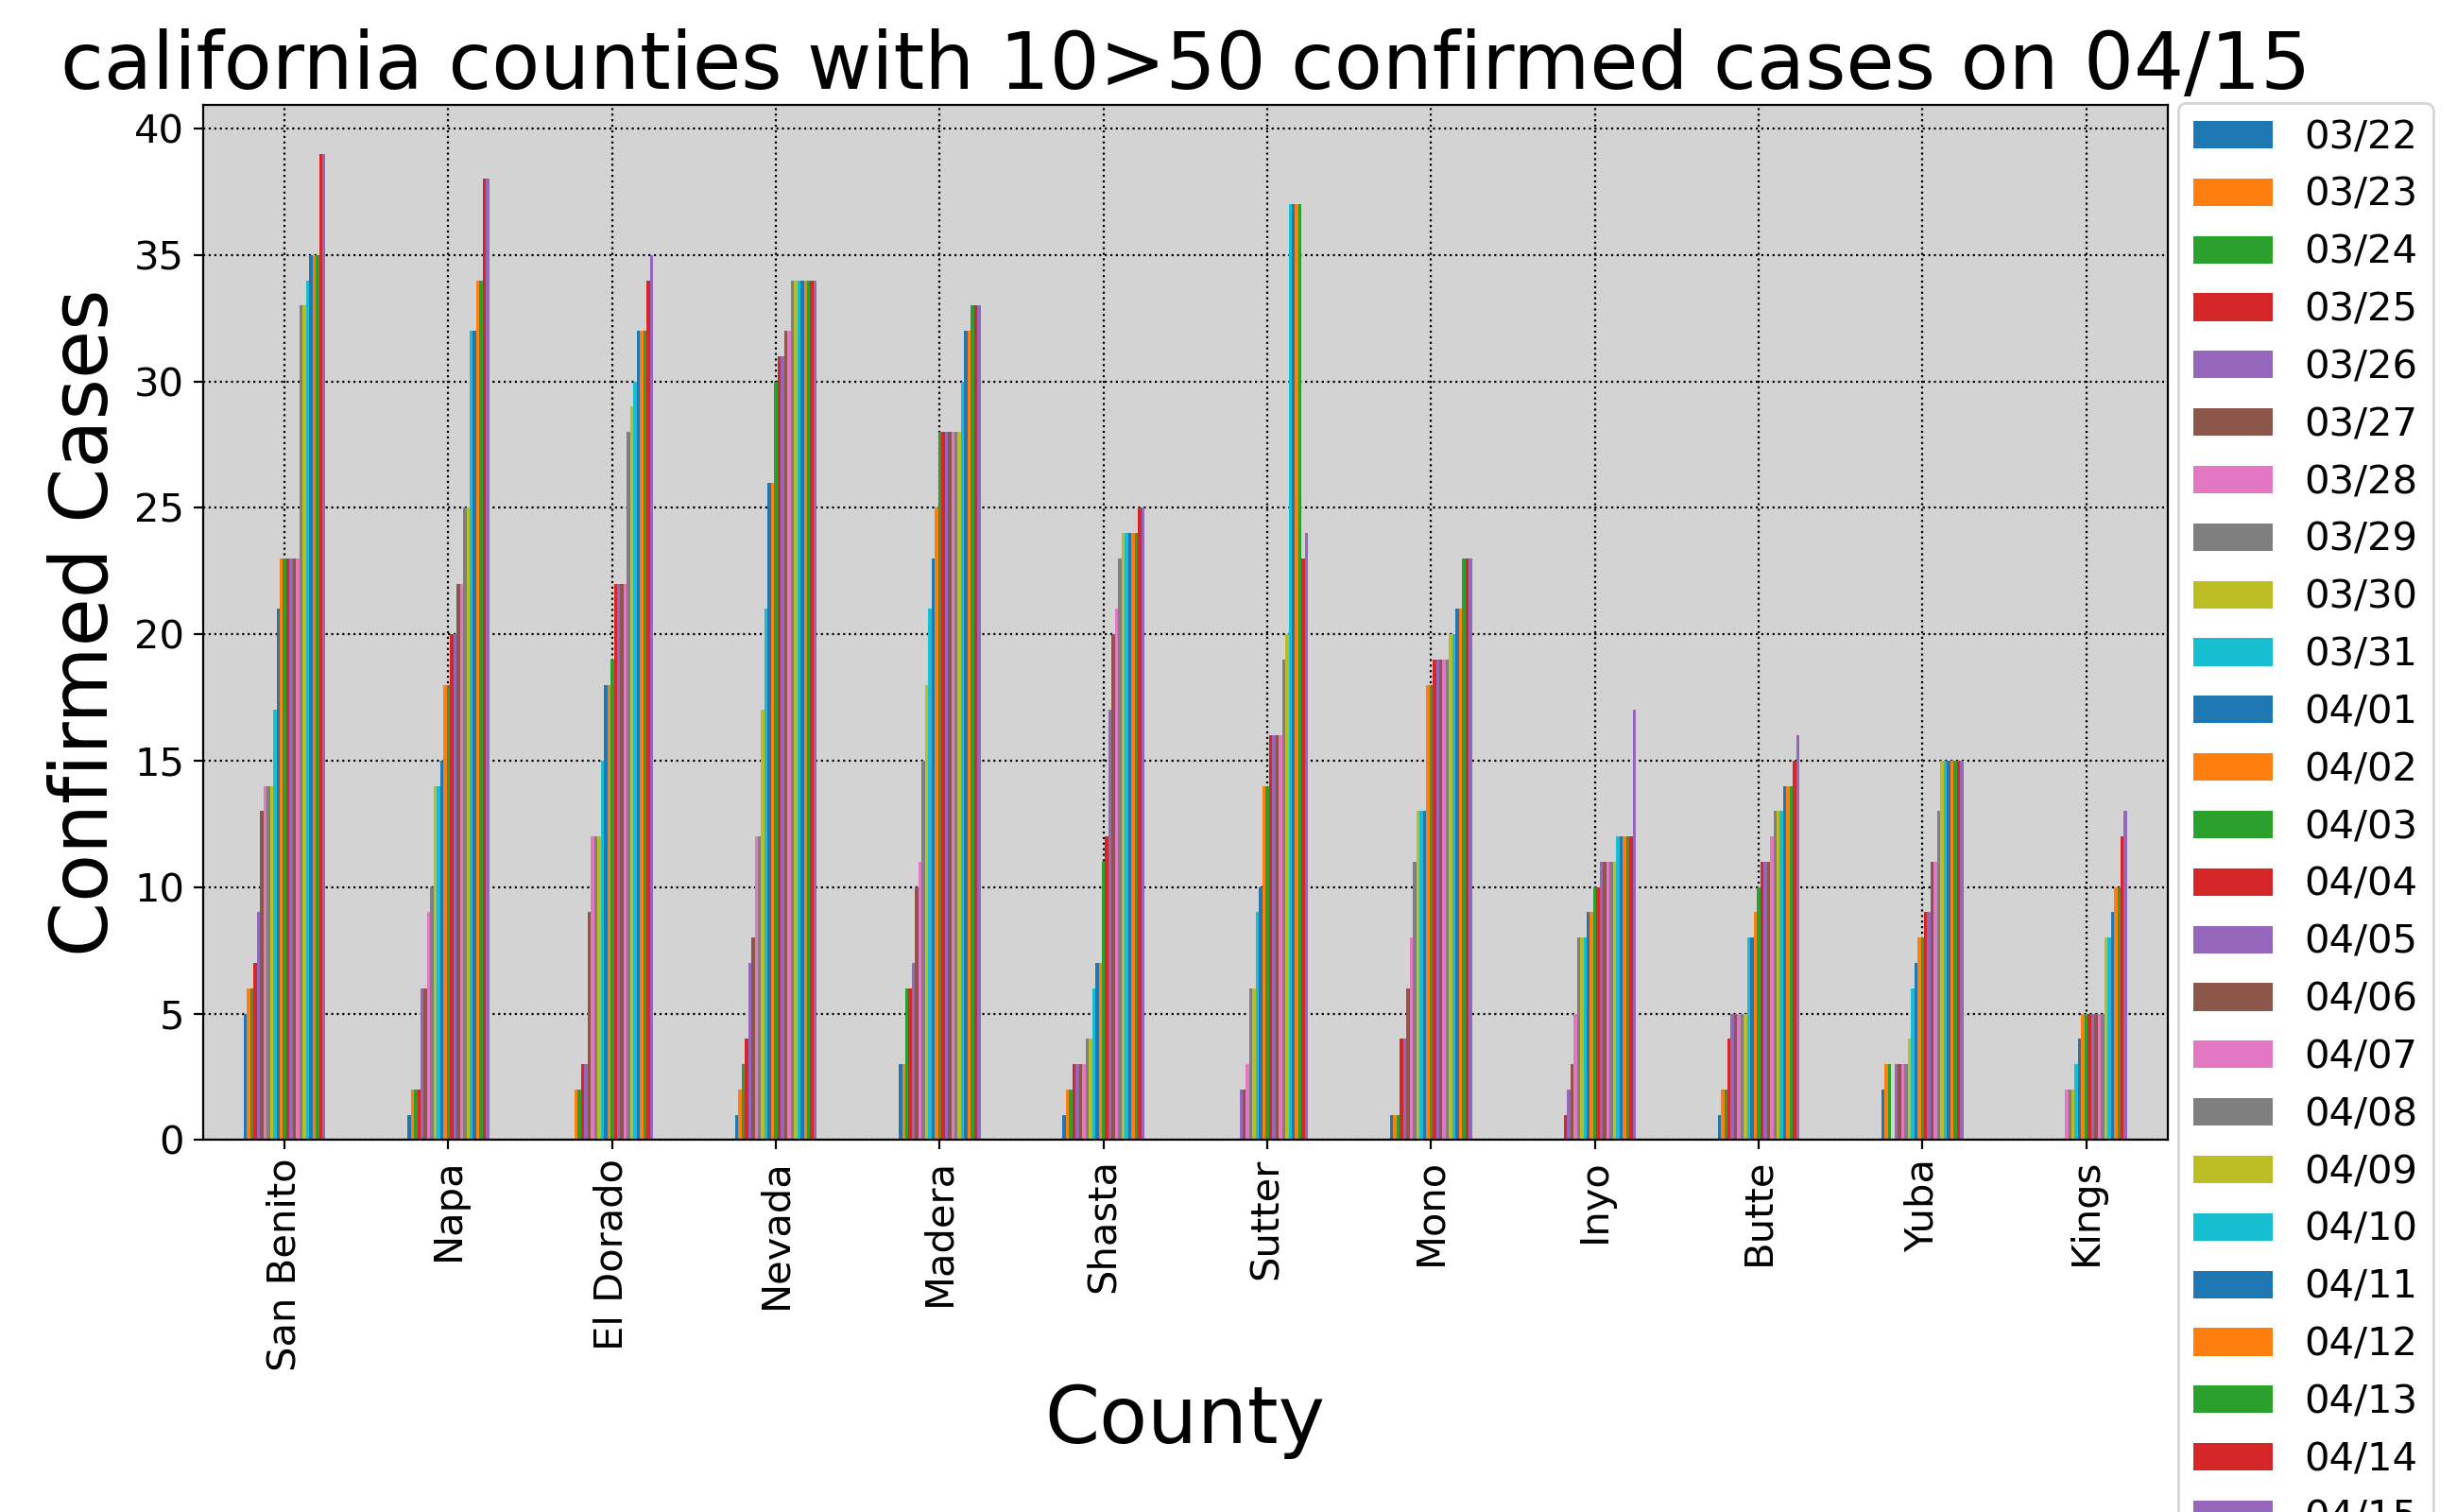 california counties with 10>50 confirmed cases on 04/15
Confirmed Cases
40
35
30
25
20
15
10
5
0
San Benito
Napa
El Dorado
Nevada
Madera
Shasta
Sutter
Mono
Inyo
Butte
Yuba
Kings
County
03/22
03/23
03/24
03/25
03/26
03/27
03/28
03/29
03/30
03/31
04/01
04/02
04/03
04/04
04/05
04/06
04/07
04/08
04/09
04/10
04/11
04/12
04/13
04/14
04/15